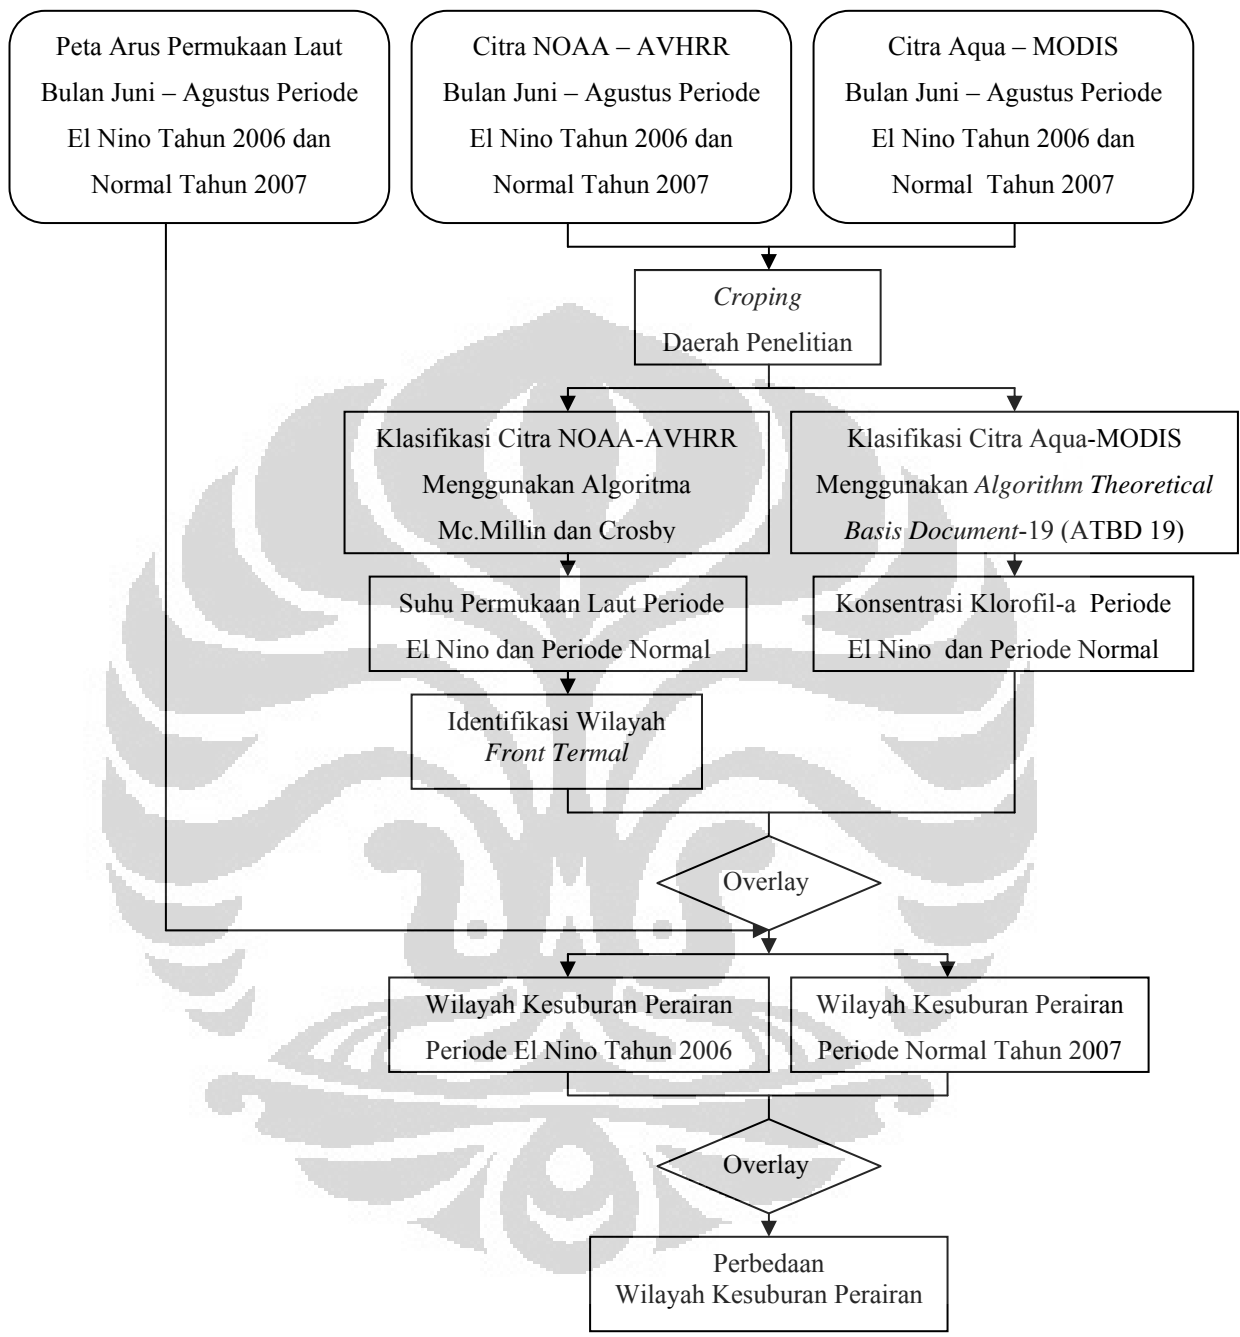 Peta Arus Permukaan Laut
Bulan Juni – Agustus Periode
El Nino Tahun 2006 dan
Normal Tahun 2007
Citra NOAA – AVHRR
Bulan Juni – Agustus Periode
El Nino Tahun 2006 dan
Normal Tahun 2007
Citra Aqua – MODIS
Bulan Juni – Agustus Periode
El Nino Tahun 2006 dan
Normal Tahun 2007
Croping
Daerah Penelitian
Klasifikasi Citra NOAA-AVHRR
Menggunakan Algoritma
Mc.Millin dan Crosby
Klasifikasi Citra Aqua-MODIS
Menggunakan Algorithm Theoretical
Basis Document-19 (ATBD 19)
Suhu Permukaan Laut Periode
El Nino dan Periode Normal
Konsentrasi Klorofil-a Periode
El Nino dan Periode Normal
Identifikasi Wilayah
Front Termal
Overlay
Wilayah Kesuburan Perairan
Periode El Nino Tahun 2006
Wilayah Kesuburan Perairan
Periode Normal Tahun 2007
Overlay
Perbedaan
Wilayah Kesuburan Perairan